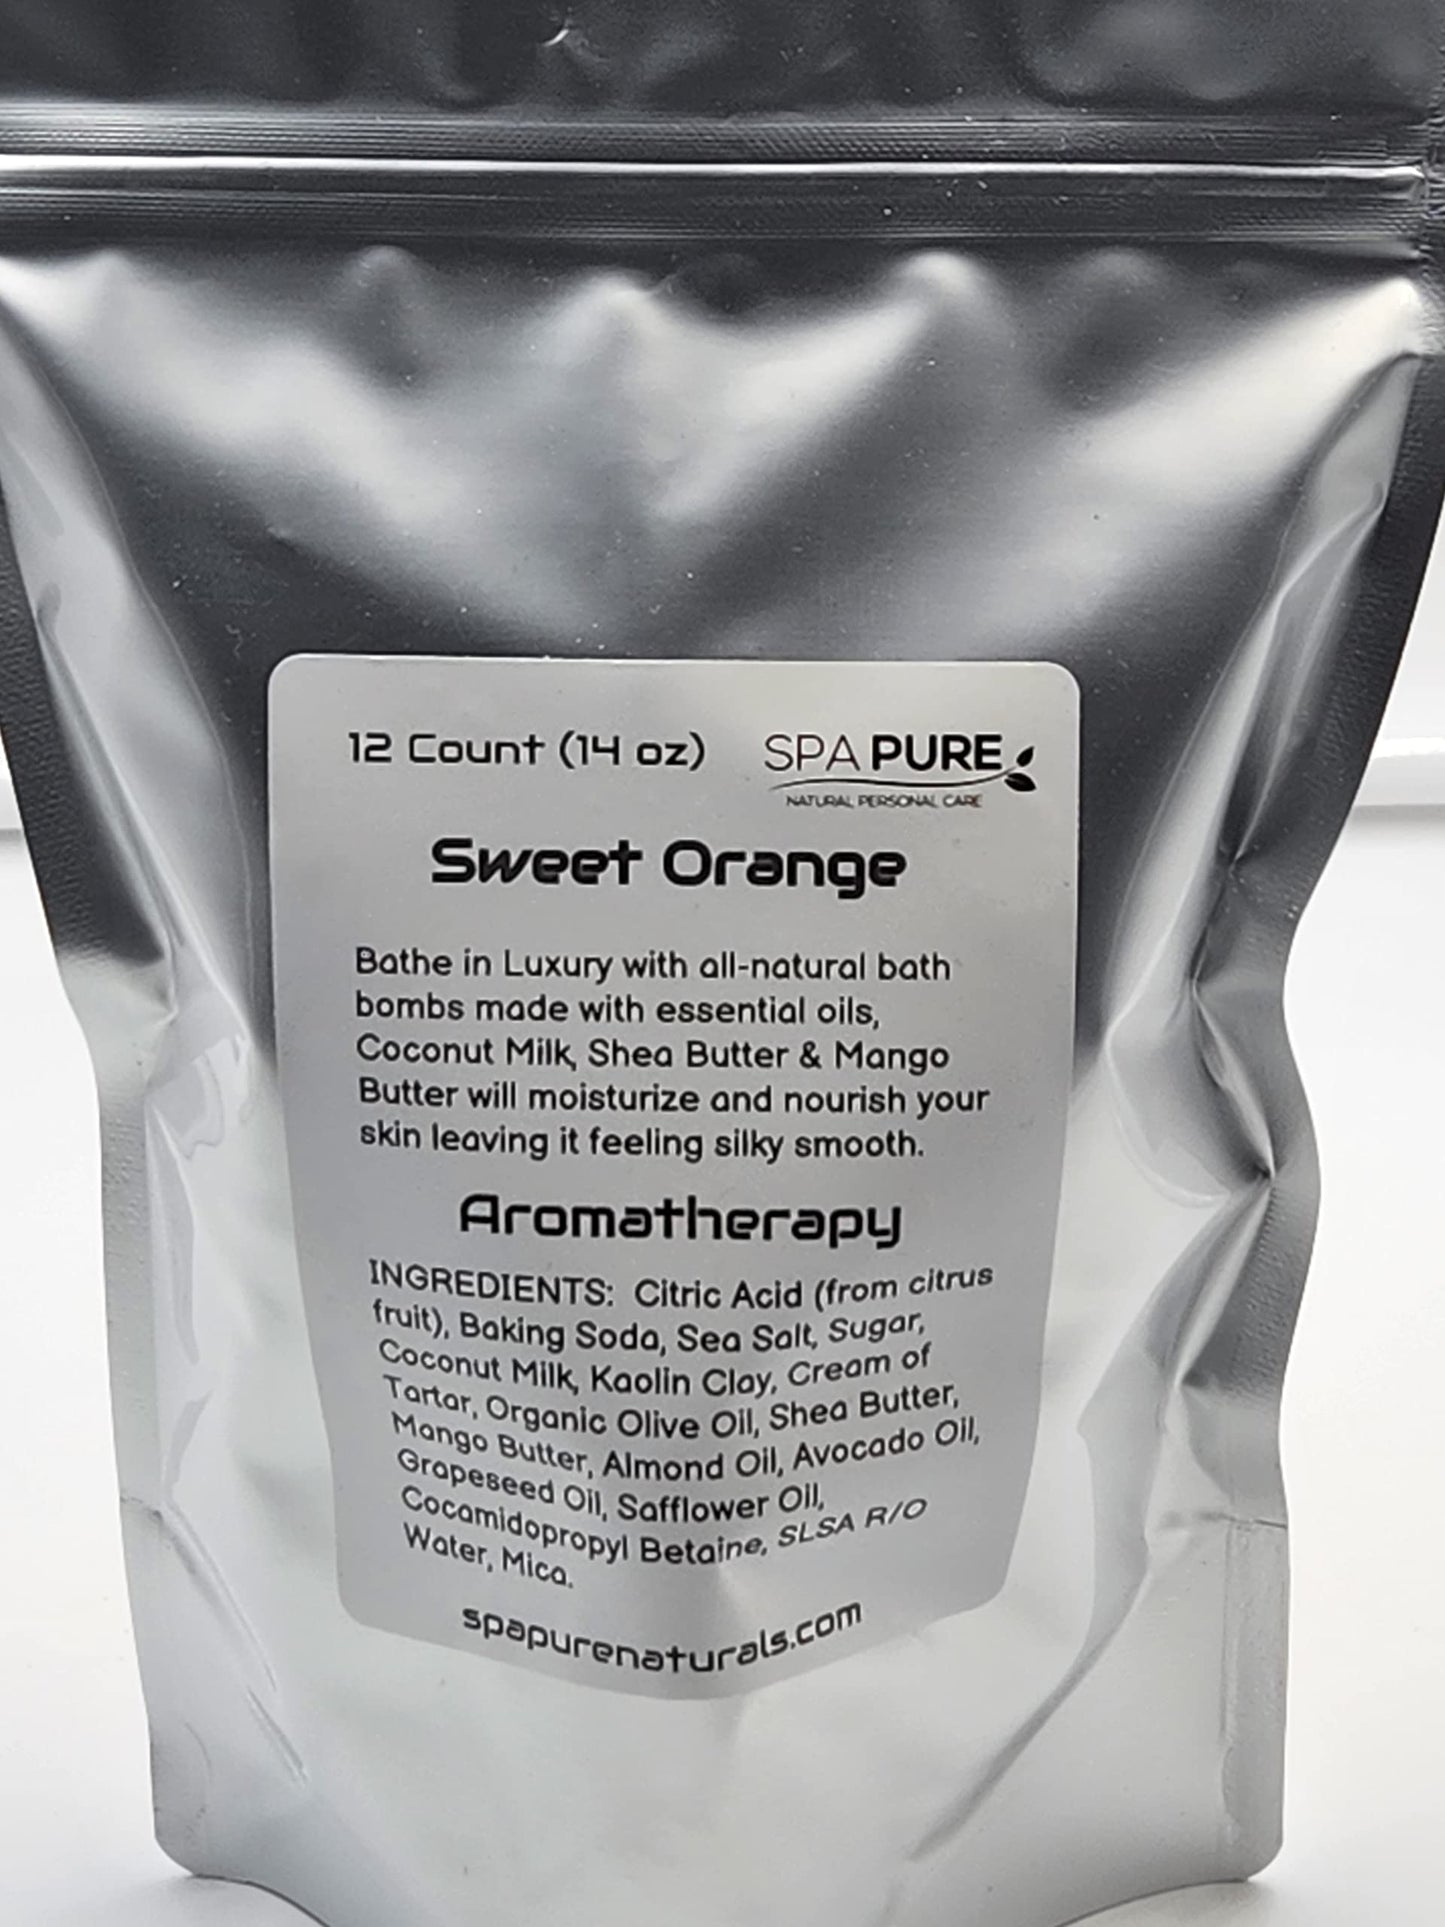 12 Count (14 oz)
SPA PURE
NATURAL PERSONAL CARE
Sweet Orange
Bathe in Luxury with all-natural bath
bombs made with essential oils,
Coconut Milk, Shea Butter & Mango
Butter will moisturize and nourish your
skin leaving it feeling silky smooth.
Aromatherapy
INGREDIENTS: Citric Acid (from citrus
fruit), Baking Soda, Sea Salt, Sugar,
Coconut Milk, Kaolin Clay, Cream of
Tartar, Organic Olive Oil, Shea Butter,
Mango Butter, Almond Oil, Avocado Oil,
Grapeseed Oil, Safflower Oil,
Cocamidopropyl Betaine, SLSA R/O
Water, Mica.
spapurenaturals.com